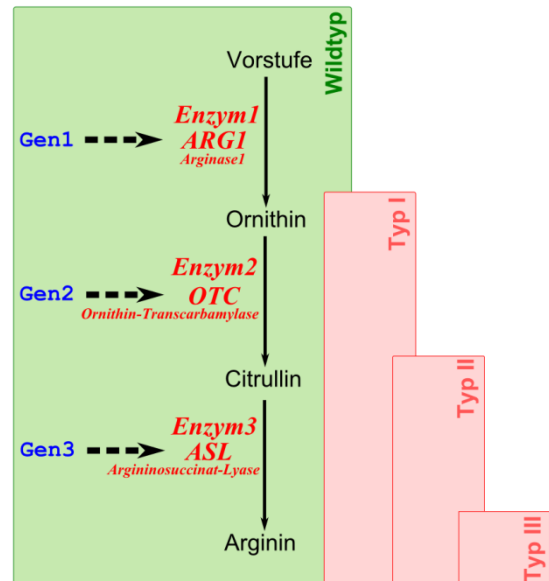 Vorstufe
Wildtyp
Gen1
Enzym1
ARG1
Arginase1
Ornithin
Typ I
Gen2
Enzym2
OTC
Ornithin-Transcarbamylase
Citrullin
Typ II
Gen3
Enzym3
ASL
Argininosuccinat-Lyase
Arginin
Typ III